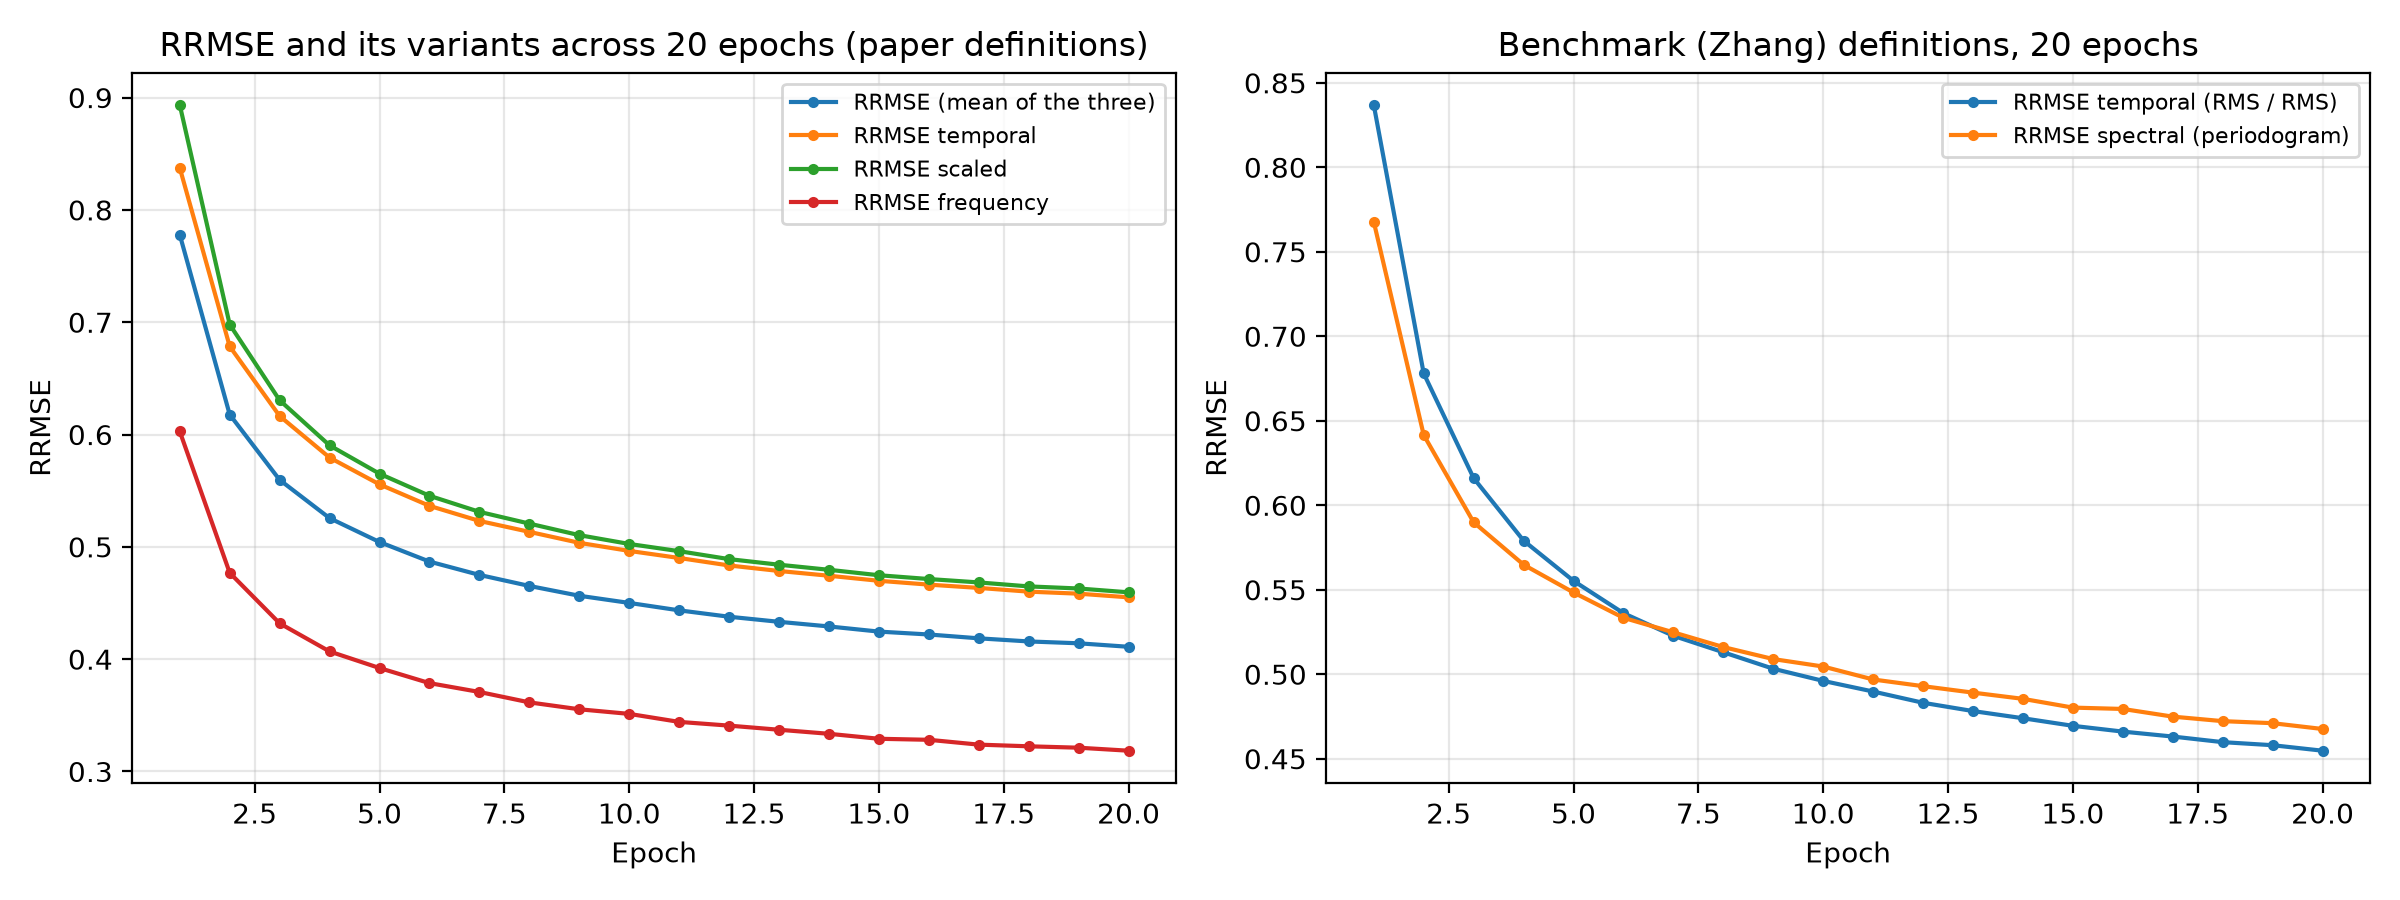 RRMSE and its variants across 20 epochs (paper definitions)
RRMSE (mean of the three)
RRMSE temporal
RRMSE scaled
RRMSE frequency
0.9
0.8
0.7
0.6
0.5
0.4
0.3
RRMSE
2.5 5.0 7.5 10.0 12.5 15.0 17.5 20.0
Epoch
Benchmark (Zhang) definitions, 20 epochs
RRMSE temporal (RMS / RMS)
RRMSE spectral (periodogram)
0.85
0.80
0.75
0.70
0.65
0.60
0.55
0.50
0.45
RRMSE
2.5 5.0 7.5 10.0 12.5 15.0 17.5 20.0
Epoch